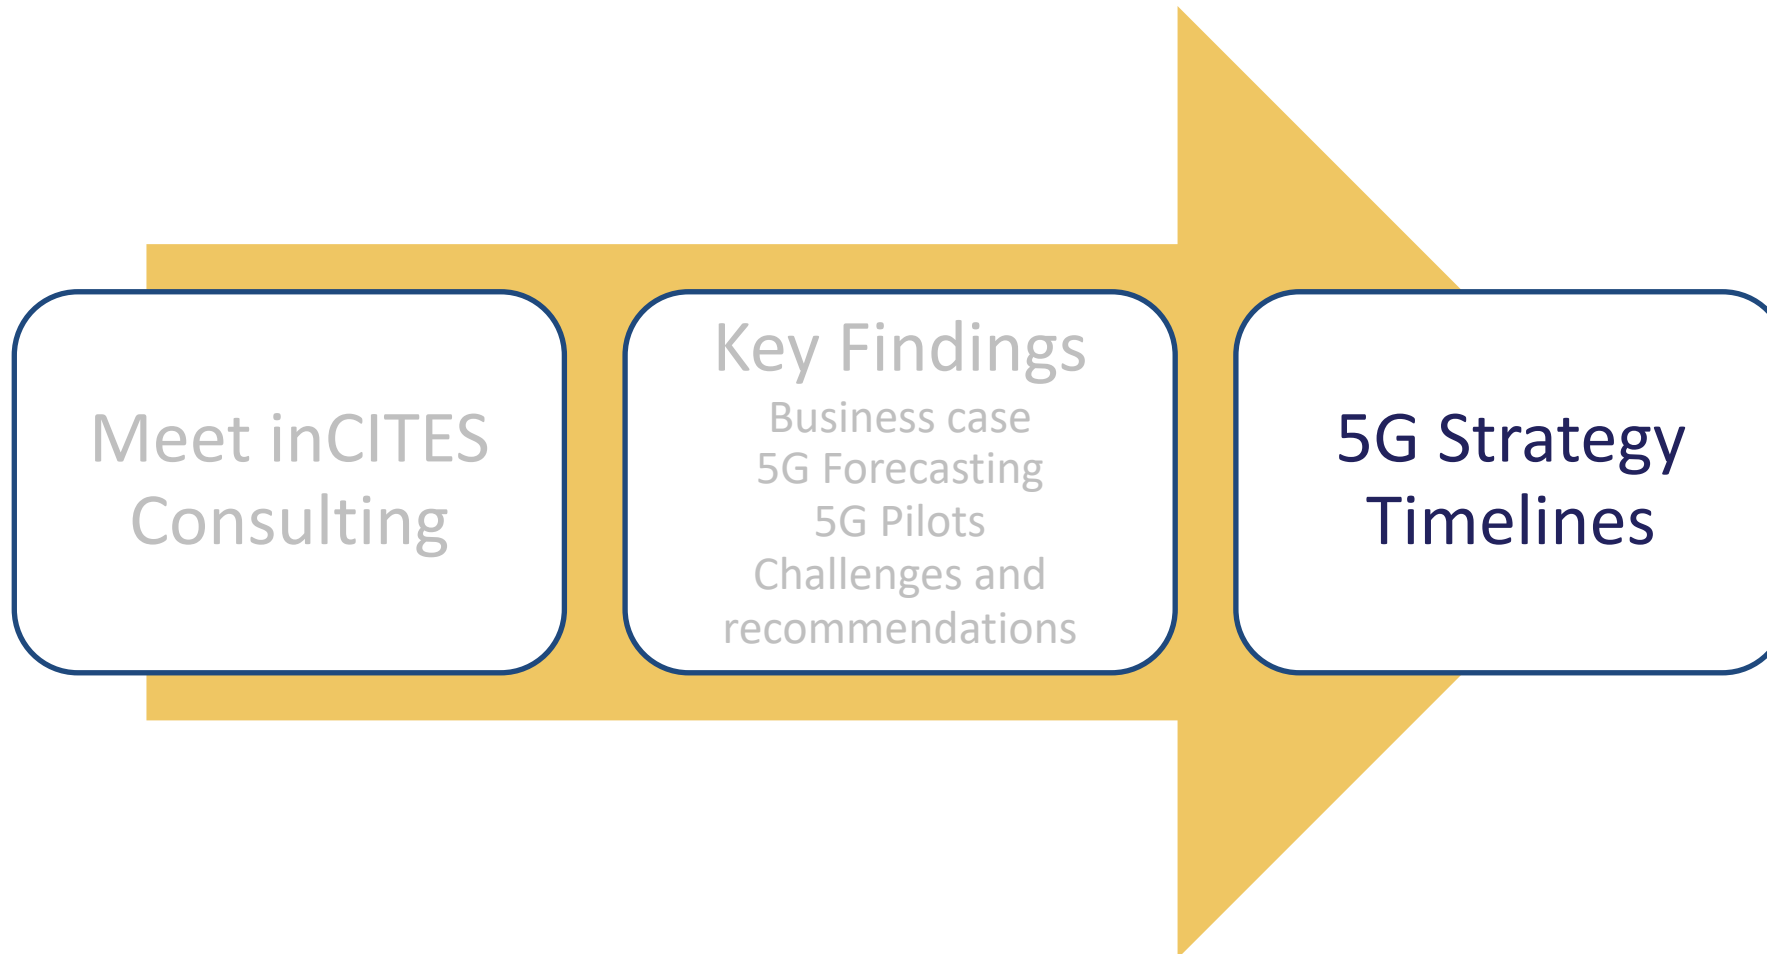 Meet inCITES
Consulting
Key Findings
Business case
5G Forecasting
5G Pilots
Challenges and
recommendations
5G Strategy
Timelines